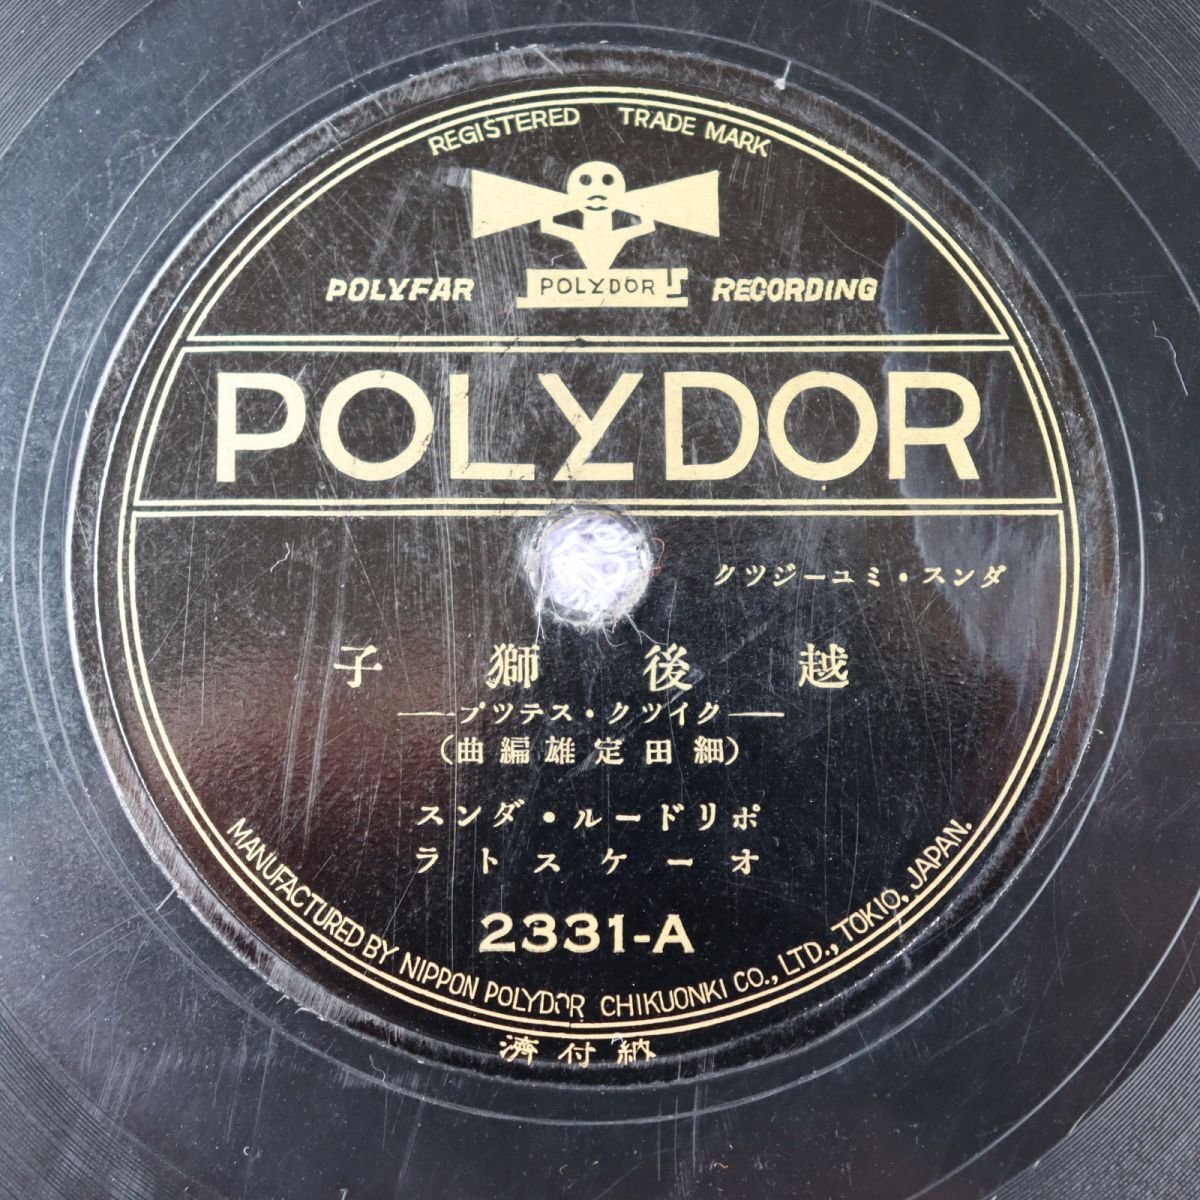 REGISTERED TRADE MARK
POLYDOR
POLYFAR RECORDING
POLYDOR
ダンス・ミユージツク
越後獅子
―クイツク・ステツプ―
(細田定雄編曲)
ポリドール・ダンス
オーケストラ
2331-A
MANUFACTURED BY NIPPON POLYDOR CHIKUONKI CO., LTD., TOKIO, JAPAN.
納付濟